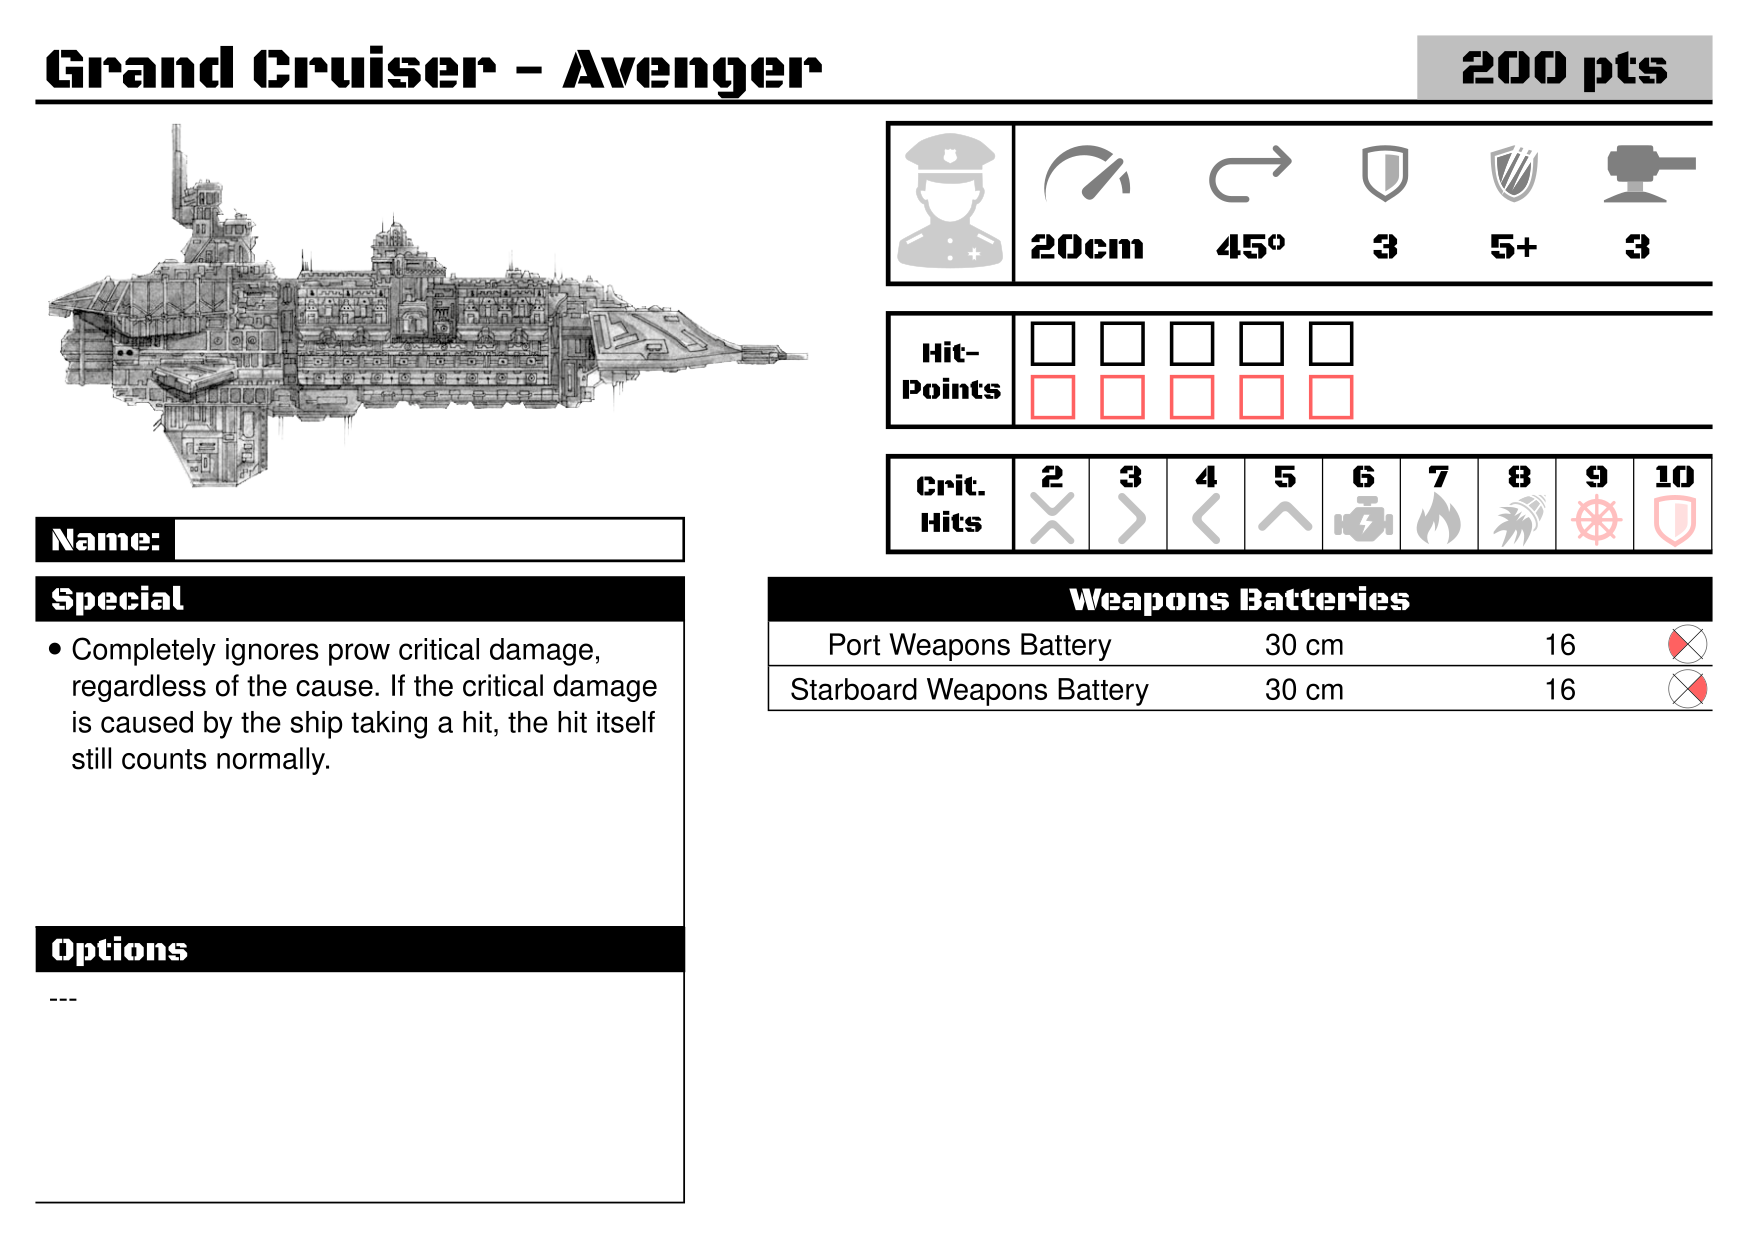 Grand Cruiser - Avenger
200 pts
20cm 45º 3 5+ 3
Hit-
Points
Crit.
Hits
2 3 4 5 6 7 8 9 10
Name:
Special
• Completely ignores prow critical damage,
regardless of the cause. If the critical damage
is caused by the ship taking a hit, the hit itself
still counts normally.
Options
---
Weapons Batteries
Port Weapons Battery 30 cm 16
Starboard Weapons Battery 30 cm 16